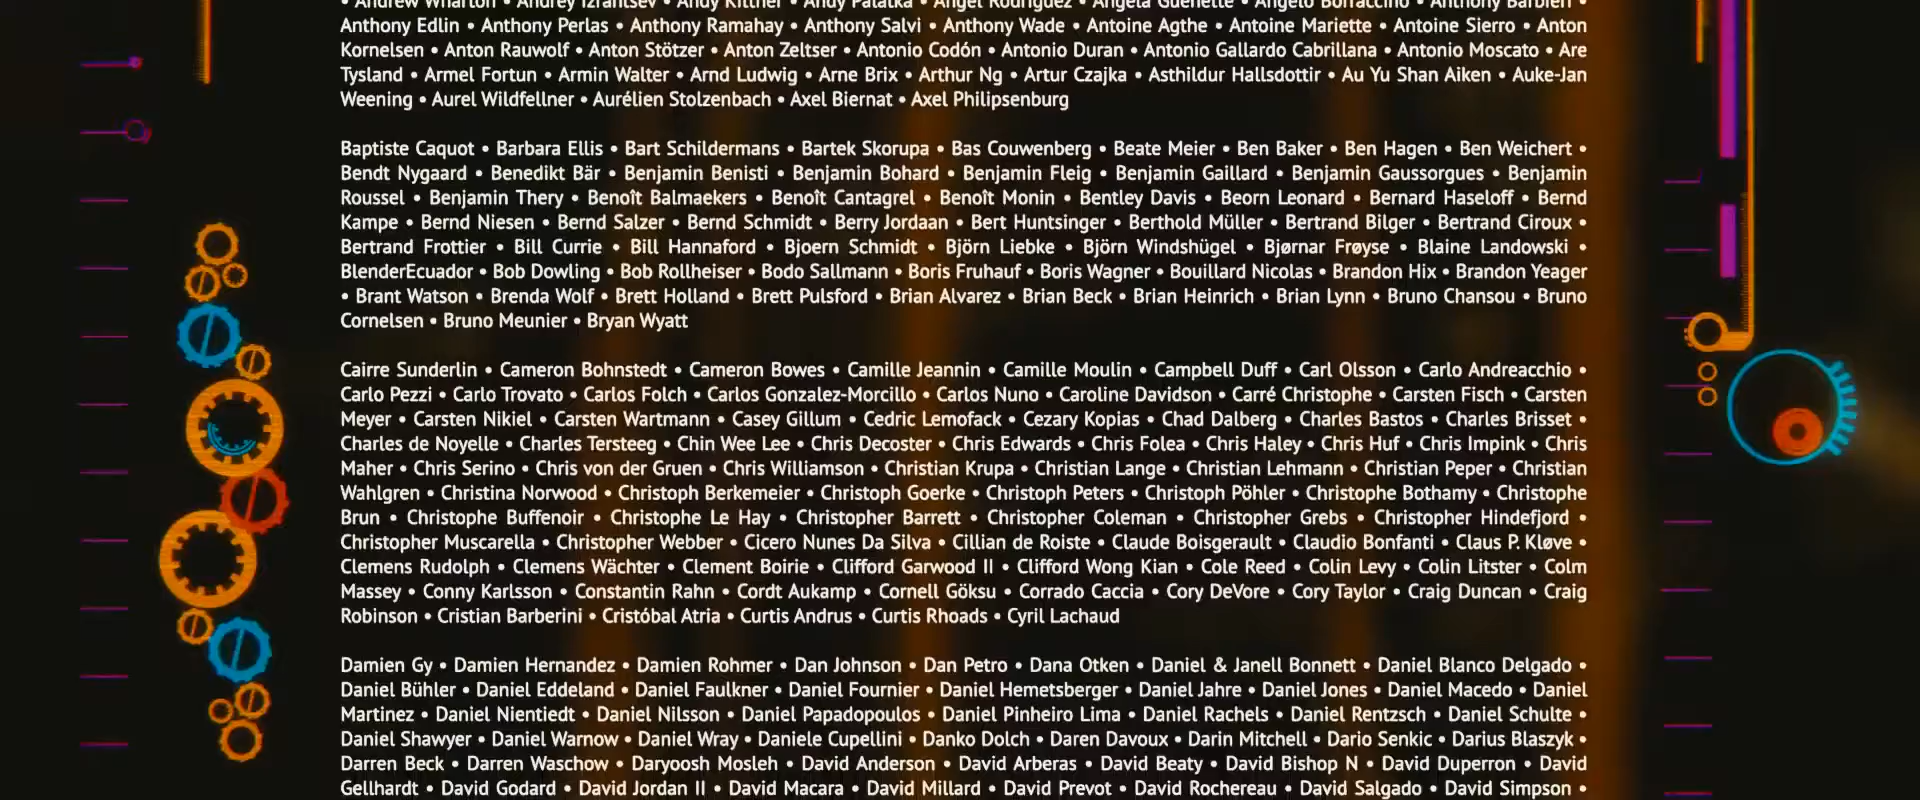 • Andrew Wharton • Andrey Izrantsev • Andy Kittner • Andy Palatka • Angel Rodriguez • Angela Guenette • Angelo Borraccino • Anthony Barbieri •
Anthony Edlin • Anthony Perlas • Anthony Ramahay • Anthony Salvi • Anthony Wade • Antoine Agthe • Antoine Mariette • Antoine Sierro • Anton
Kornelsen • Anton Rauwolf • Anton Stötzer • Anton Zeltser • Antonio Codón • Antonio Duran • Antonio Gallardo Cabrillana • Antonio Moscato • Are
Tysland • Armel Fortun • Armin Walter • Arnd Ludwig • Arne Brix • Arthur Ng • Artur Czajka • Asthildur Hallsdottir • Au Yu Shan Aiken • Auke-Jan
Weening • Aurel Wildfellner • Aurélien Stolzenbach • Axel Biernat • Axel Philipsenburg
Baptiste Caquot • Barbara Ellis • Bart Schildermans • Bartek Skorupa • Bas Couwenberg • Beate Meier • Ben Baker • Ben Hagen • Ben Weichert •
Bendt Nygaard • Benedikt Bär • Benjamin Benisti • Benjamin Bohard • Benjamin Fleig • Benjamin Gaillard • Benjamin Gaussorgues • Benjamin
Roussel • Benjamin Thery • Benoît Balmaekers • Benoît Cantagrel • Benoît Monin • Bentley Davis • Beorn Leonard • Bernard Haseloff • Bernd
Kampe • Bernd Niesen • Bernd Salzer • Bernd Schmidt • Berry Jordaan • Bert Huntsinger • Berthold Müller • Bertrand Bilger • Bertrand Ciroux •
Bertrand Frottier • Bill Currie • Bill Hannaford • Bjoern Schmidt • Björn Liebke • Björn Windshügel • Bjørnar Frøyse • Blaine Landowski •
BlenderEcuador • Bob Dowling • Bob Rollheiser • Bodo Sallmann • Boris Fruhauf • Boris Wagner • Bouillard Nicolas • Brandon Hix • Brandon Yeager
• Brant Watson • Brenda Wolf • Brett Holland • Brett Pulsford • Brian Alvarez • Brian Beck • Brian Heinrich • Brian Lynn • Bruno Chansou • Bruno
Cornelsen • Bruno Meunier • Bryan Wyatt
Cairre Sunderlin • Cameron Bohnstedt • Cameron Bowes • Camille Jeannin • Camille Moulin • Campbell Duff • Carl Olsson • Carlo Andreacchio •
Carlo Pezzi • Carlo Trovato • Carlos Folch • Carlos Gonzalez-Morcillo • Carlos Nuno • Caroline Davidson • Carré Christophe • Carsten Fisch • Carsten
Meyer • Carsten Nikiel • Carsten Wartmann • Casey Gillum • Cedric Lemofack • Cezary Kopias • Chad Dalberg • Charles Bastos • Charles Brisset •
Charles de Noyelle • Charles Tersteeg • Chin Wee Lee • Chris Decoster • Chris Edwards • Chris Folea • Chris Haley • Chris Huf • Chris Impink • Chris
Maher • Chris Serino • Chris von der Gruen • Chris Williamson • Christian Krupa • Christian Lange • Christian Lehmann • Christian Peper • Christian
Wahlgren • Christina Norwood • Christoph Berkemeier • Christoph Goerke • Christoph Peters • Christoph Pöhler • Christophe Bothamy • Christophe
Brun • Christophe Buffenoir • Christophe Le Hay • Christopher Barrett • Christopher Coleman • Christopher Grebs • Christopher Hindefjord •
Christopher Muscarella • Christopher Webber • Cicero Nunes Da Silva • Cillian de Roiste • Claude Boisgerault • Claudio Bonfanti • Claus P. Kløve •
Clemens Rudolph • Clemens Wächter • Clement Boirie • Clifford Garwood II • Clifford Wong Kian • Cole Reed • Colin Levy • Colin Litster • Colm
Massey • Conny Karlsson • Constantin Rahn • Cordt Aukamp • Cornell Göksu • Corrado Caccia • Cory DeVore • Cory Taylor • Craig Duncan • Craig
Robinson • Cristian Barberini • Cristóbal Atria • Curtis Andrus • Curtis Rhoads • Cyril Lachaud
Damien Gy • Damien Hernandez • Damien Rohmer • Dan Johnson • Dan Petro • Dana Otken • Daniel & Janell Bonnett • Daniel Blanco Delgado •
Daniel Bühler • Daniel Eddeland • Daniel Faulkner • Daniel Fournier • Daniel Hemetsberger • Daniel Jahre • Daniel Jones • Daniel Macedo • Daniel
Martinez • Daniel Nientiedt • Daniel Nilsson • Daniel Papadopoulos • Daniel Pinheiro Lima • Daniel Rachels • Daniel Rentzsch • Daniel Schulte •
Daniel Shawyer • Daniel Warnow • Daniel Wray • Daniele Cupellini • Danko Dolch • Daren Davoux • Darin Mitchell • Dario Senkic • Darius Blaszyk •
Darren Beck • Darren Waschow • Daryoosh Mosleh • David Anderson • David Arberas • David Beaty • David Bishop N • David Duperron • David
Gellhardt • David Godard • David Jordan II • David Macara • David Millard • David Prevot • David Rochereau • David Salgado • David Simpson •